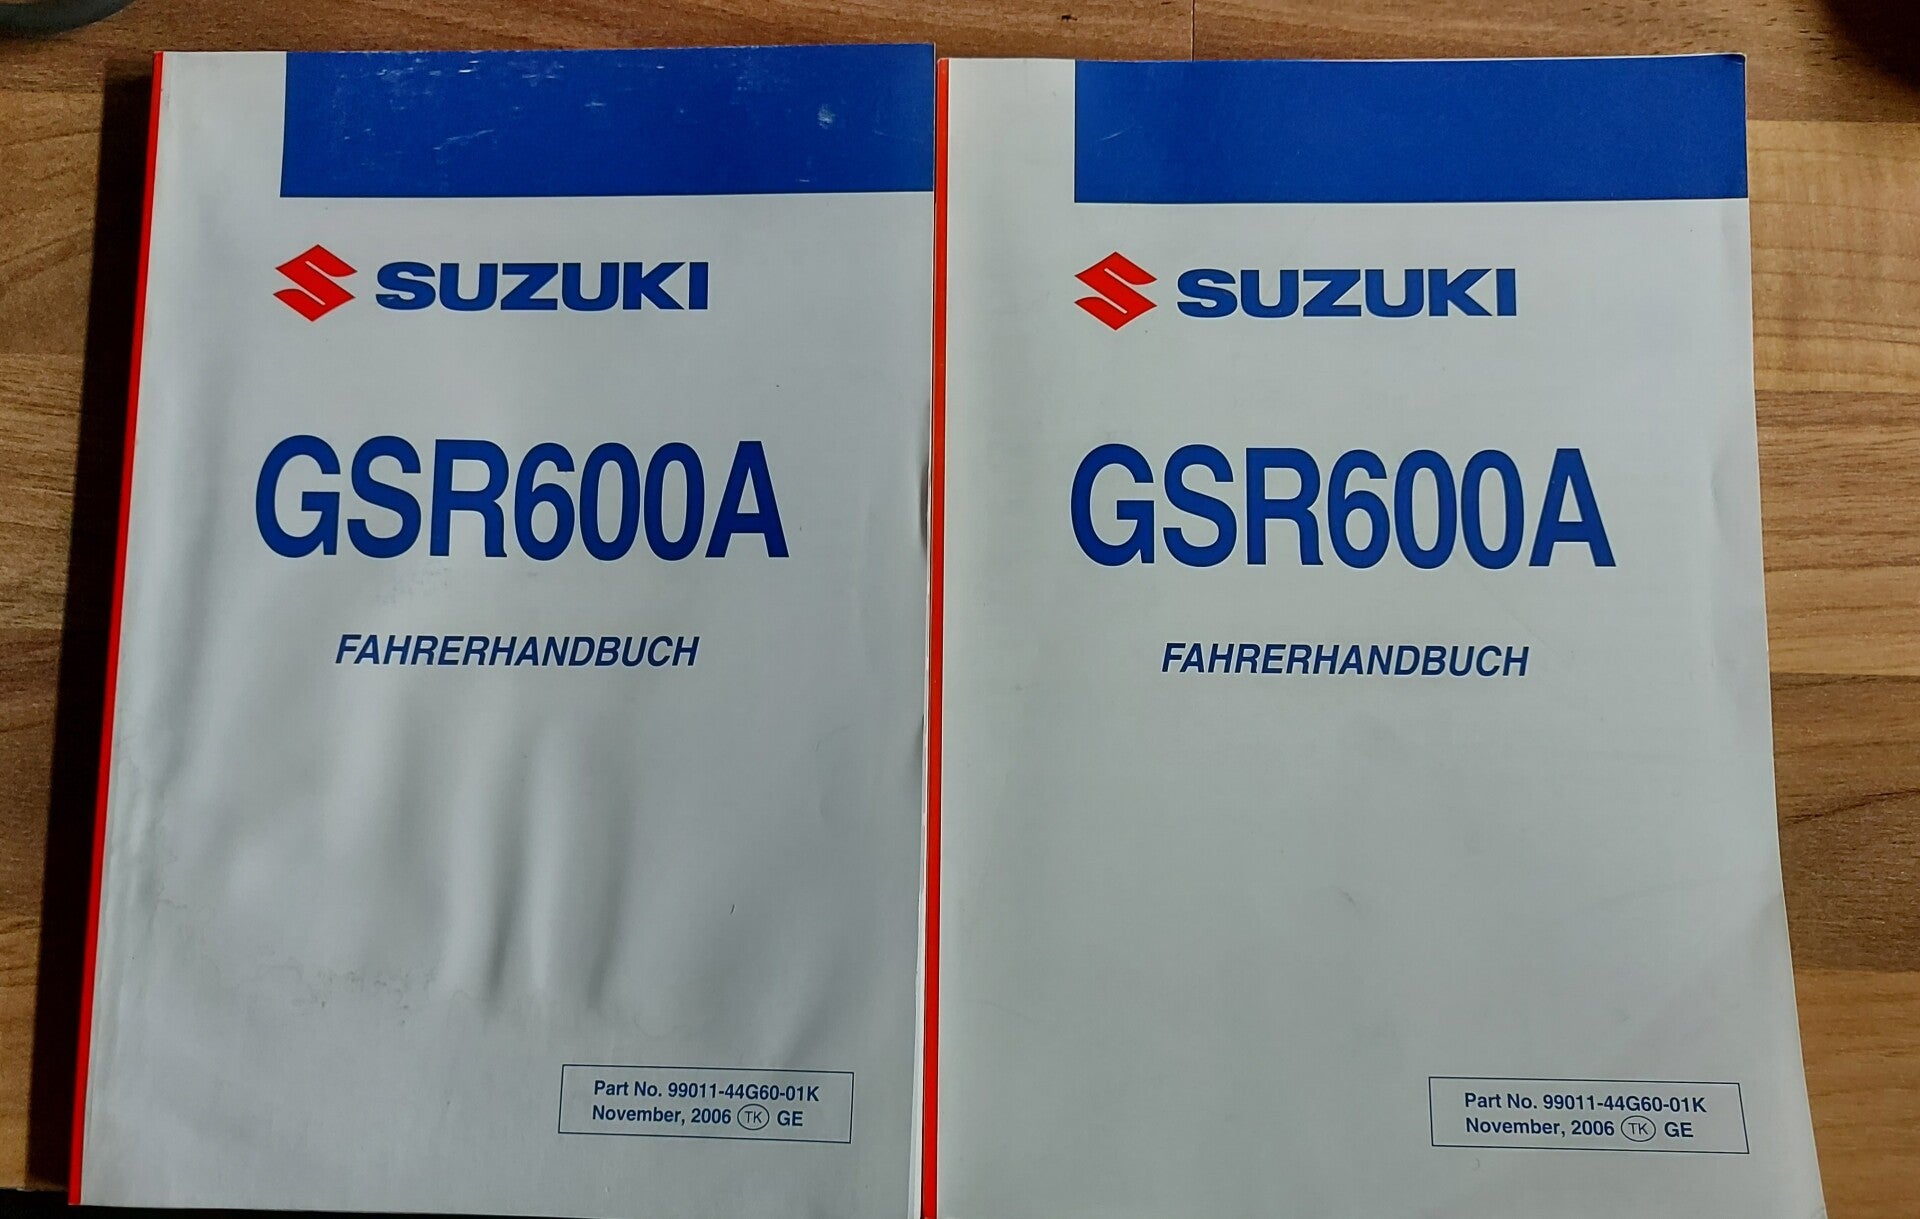 SUZUKI
GSR600A
FAHRERHANDBUCH
Part No. 99011-44G60-01K
November, 2006 TK GE
SUZUKI
GSR600A
FAHRERHANDBUCH
Part No. 99011-44G60-01K
November, 2006 TK GE